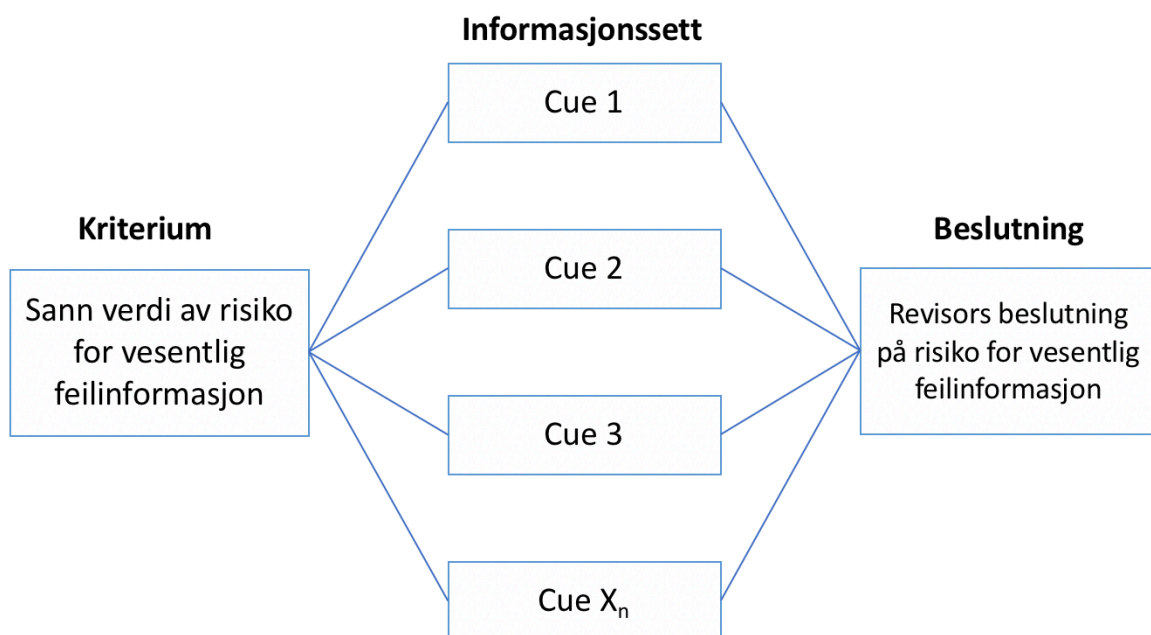 Informasjonssett
Cue 1
Kriterium
Beslutning
Cue 2
Sann verdi av risiko
for vesentlig
feilinformasjon
Revisors beslutning
på risiko for vesentlig
feilinformasjon
Cue 3
Cue Xₙ